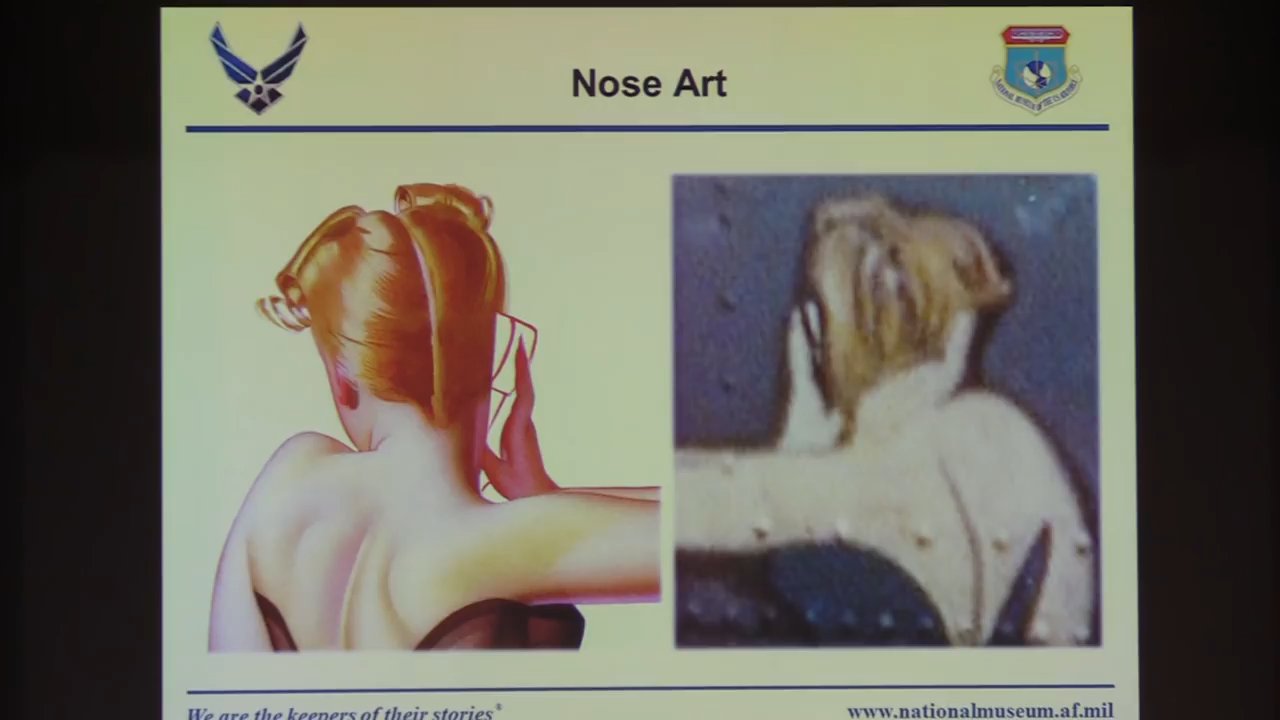 Nose Art
We are the keepers of their stories®
www.nationalmuseum.af.mil